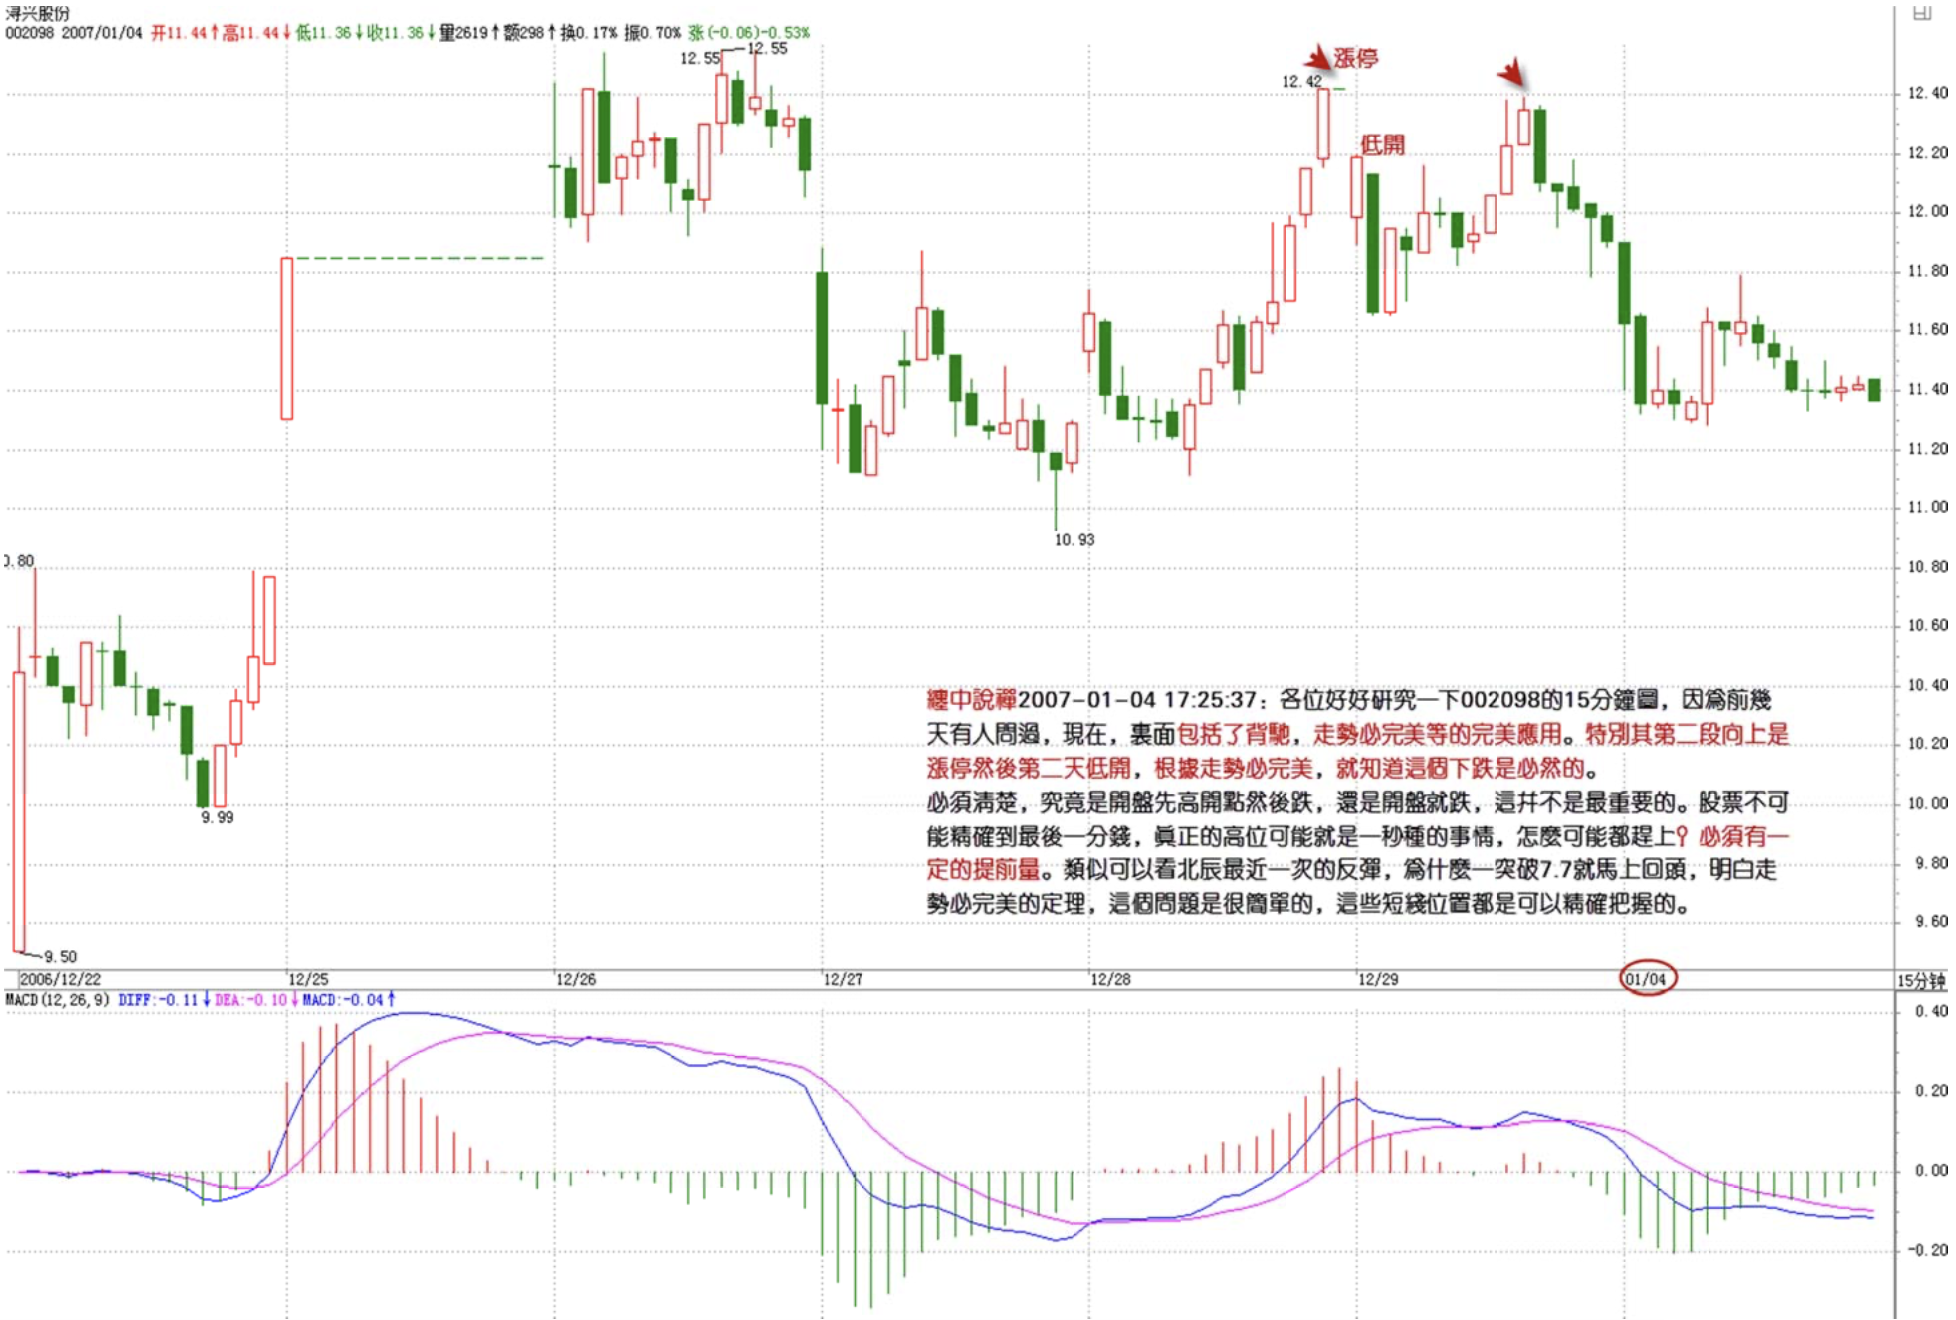 浔兴股份
002098 2007/01/04 开11.44↑高11.44↓低11.36↓收11.36↓量2619↑额298↑换0.17% 振0.70% 涨(-0.06)-0.53%
12.55
12.55
12.42
漲停
低開
12.40
12.20
12.00
11.80
11.60
11.40
11.20
11.00
10.93
0.80
10.80
10.60
10.40
10.20
10.00
9.99
9.80
9.60
9.50
纏中說禪2007-01-04 17:25:37：各位好好研究一下002098的15分鐘圖，因爲前幾
天有人問過，現在，裏面包括了背馳，走勢必完美等的完美應用。特別其第二段向上是
漲停然後第二天低開，根據走勢必完美，就知道這個下跌是必然的。
必須清楚，究竟是開盤先高開點然後跌，還是開盤就跌，這并不是最重要的。股票不可
能精確到最後一分錢，眞正的高位可能就是一秒種的事情，怎麼可能都趕上？必須有一
定的提前量。類似可以看北辰最近一次的反彈，爲什麼一突破7.7就馬上回頭，明白走
勢必完美的定理，這個問題是很簡單的，這些短綫位置都是可以精確把握的。
2006/12/22
12/25
12/26
12/27
12/28
12/29
01/04
15分钟
MACD(12,26,9) DIFF:-0.11↓DEA:-0.10↓MACD:-0.04↑
0.40
0.20
0.00
-0.20